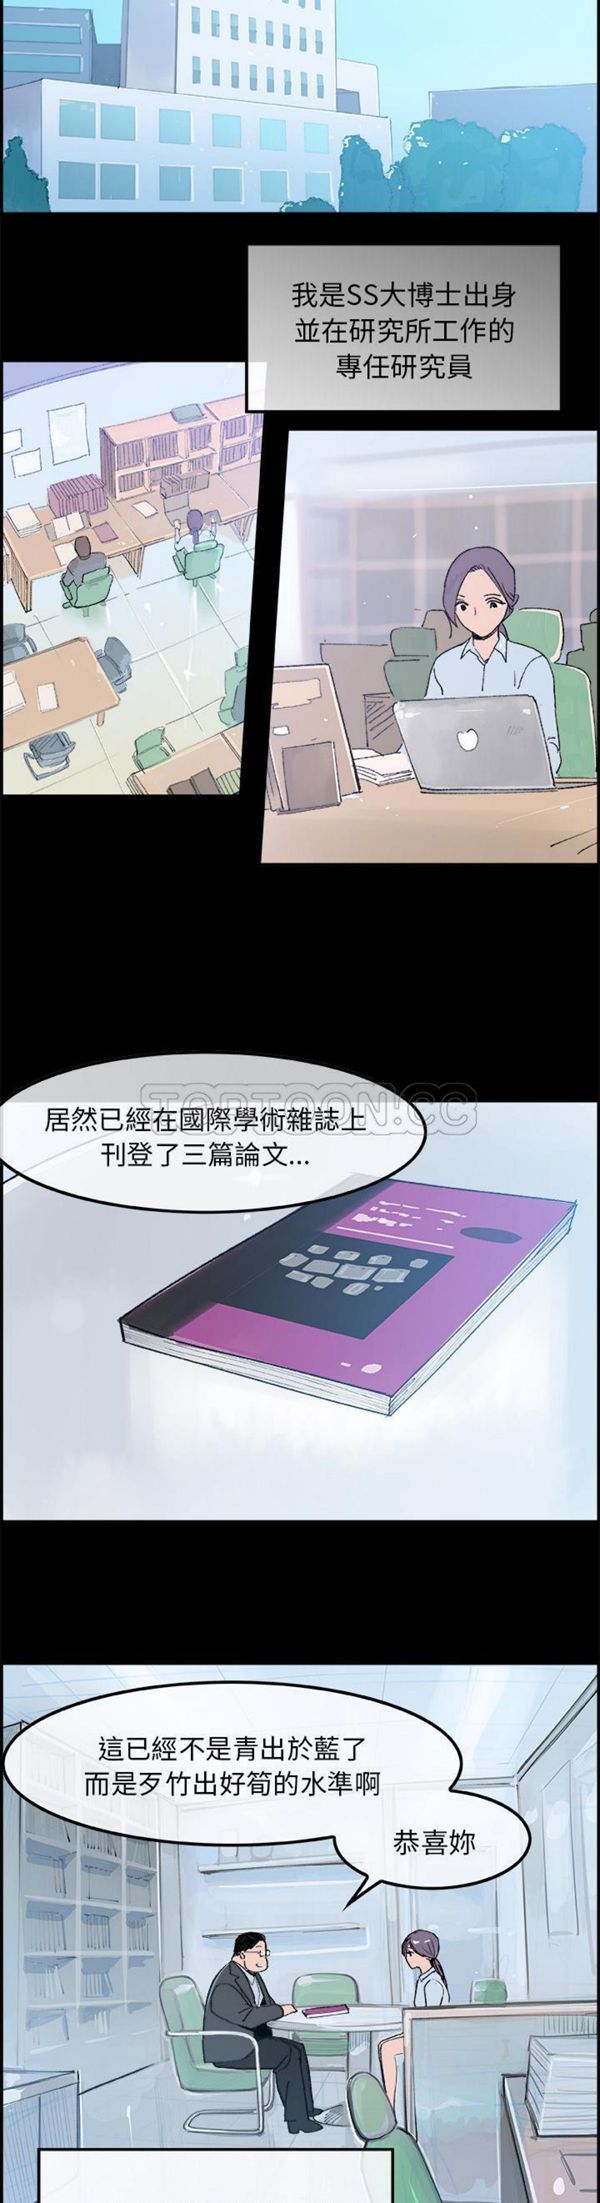 我是SS大博士出身
並在研究所工作的
專任研究員
TOPTOON.CC
居然已經在國際學術雜誌上
刊登了三篇論文...
這已經不是青出於藍了
而是歹竹出好筍的水準啊
恭喜妳